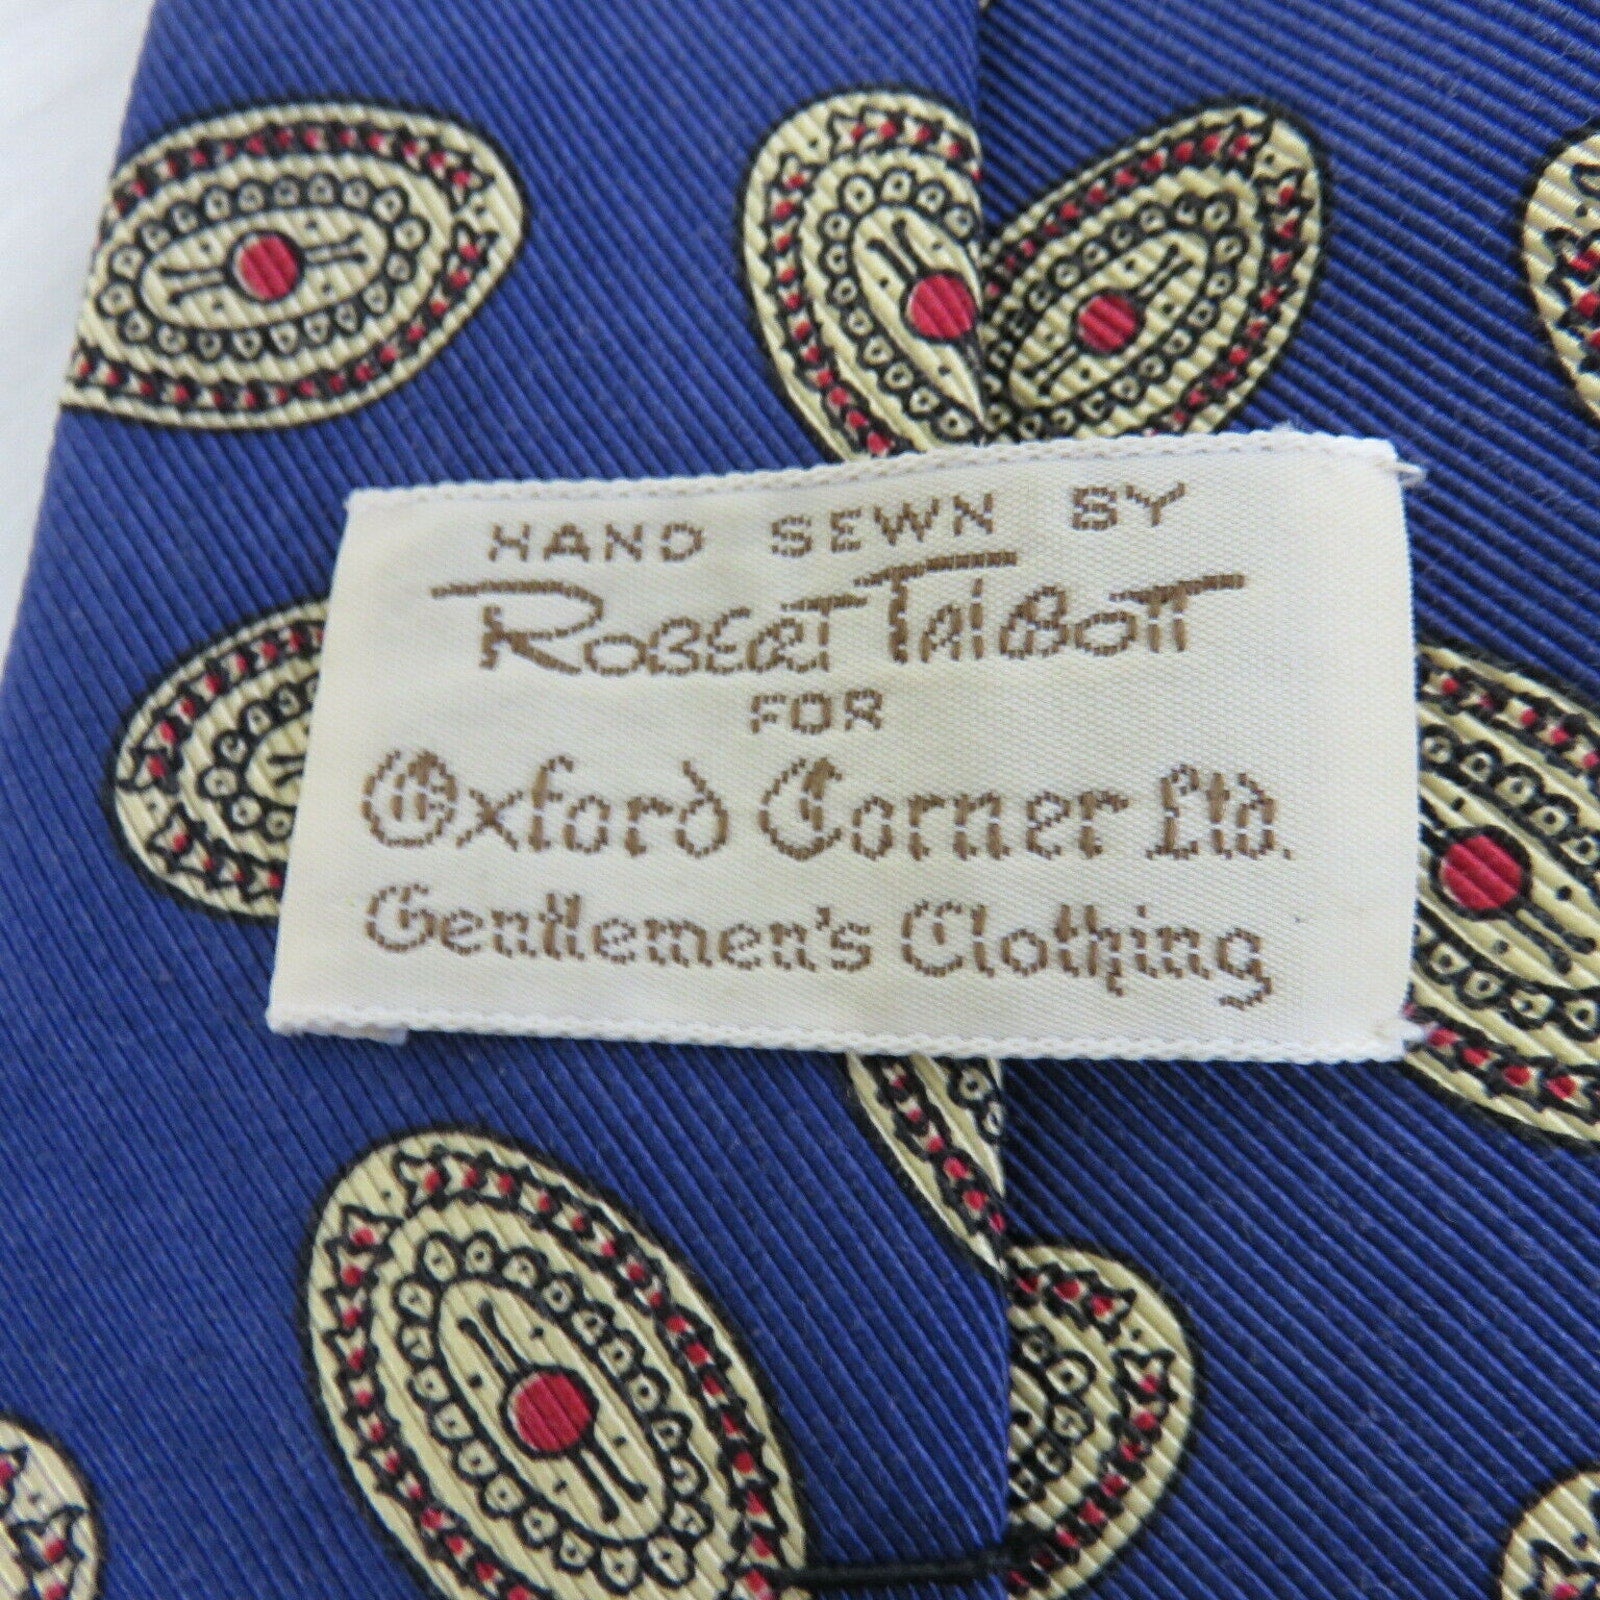 HAND SEWN BY
ROBERT TALBOTT
FOR
Oxford Corner Ltd.
Gentlemen's Clothing